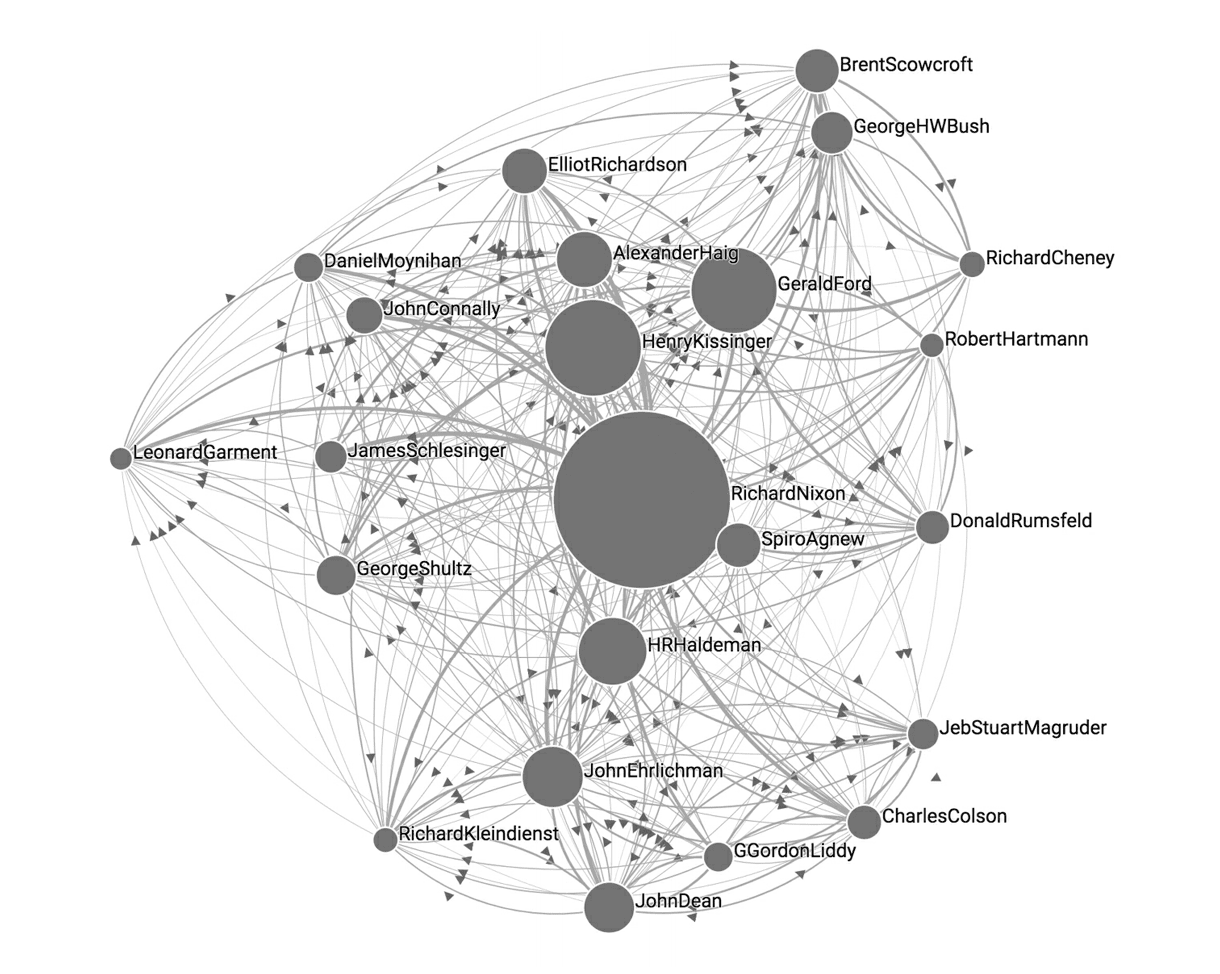 BrentScowcroft
GeorgeHWBush
ElliotRichardson
AlexanderHaig
DanielMoynihan
RichardCheney
GeraldFord
JohnConnally
HenryKissinger
RobertHartmann
LeonardGarment
JamesSchlesinger
RichardNixon
DonaldRumsfeld
SpiroAgnew
GeorgeShultz
HRHaldeman
JebStuartMagruder
JohnEhrlichman
CharlesColson
RichardKleindienst
GGordonLiddy
JohnDean